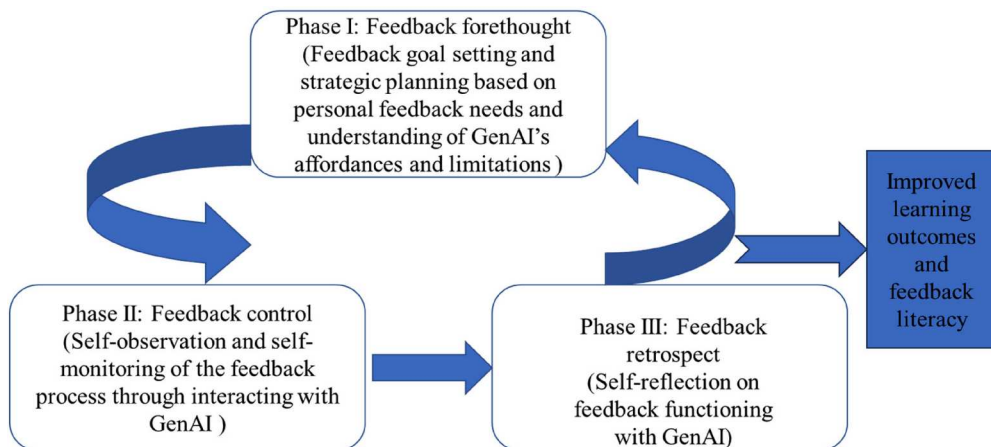 Phase I: Feedback forethought
(Feedback goal setting and
strategic planning based on
personal feedback needs and
understanding of GenAI’s
affordances and limitations )
Improved
learning
outcomes
and
feedback
literacy
Phase II: Feedback control
(Self-observation and self-
monitoring of the feedback
process through interacting with
GenAI )
Phase III: Feedback
retrospect
(Self-reflection on
feedback functioning
with GenAI)